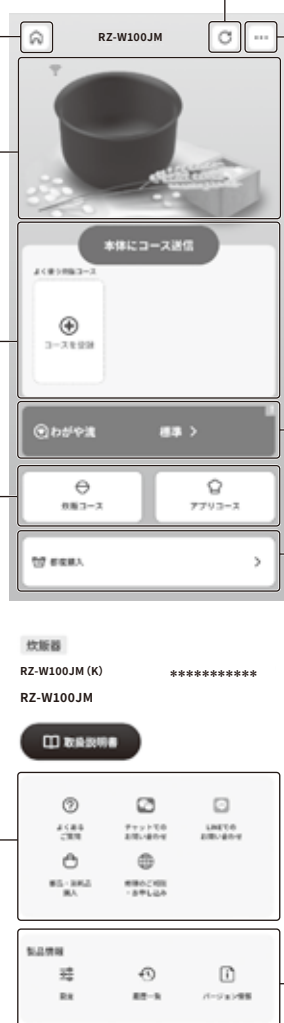 RZ-W100JM
本体にコース送信
よく使う炊飯コース
コースを登録
わがや流
標準
炊飯コース
アプリコース
都度購入
炊飯器
RZ-W100JM (K)
***********
RZ-W100JM
取扱説明書
よくある
ご質問
チャットでの
お問い合わせ
LINEでの
お問い合わせ
部品・消耗品
購入
修理のご相談
・お申し込み
製品情報
設定
履歴一覧
バージョン情報